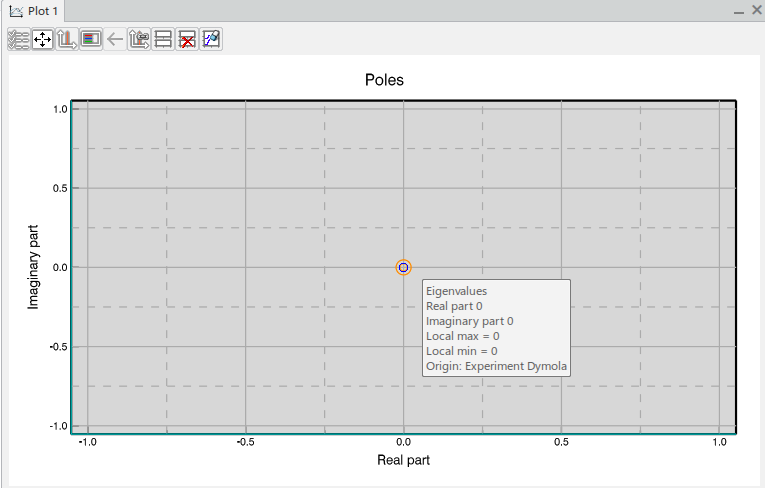 Plot 1
Poles
1.0
0.5
0.0
-0.5
-1.0
Imaginary part
Eigenvalues
Real part 0
Imaginary part 0
Local max = 0
Local min = 0
Origin: Experiment Dymola
-1.0 -0.5 0.0 0.5 1.0
Real part